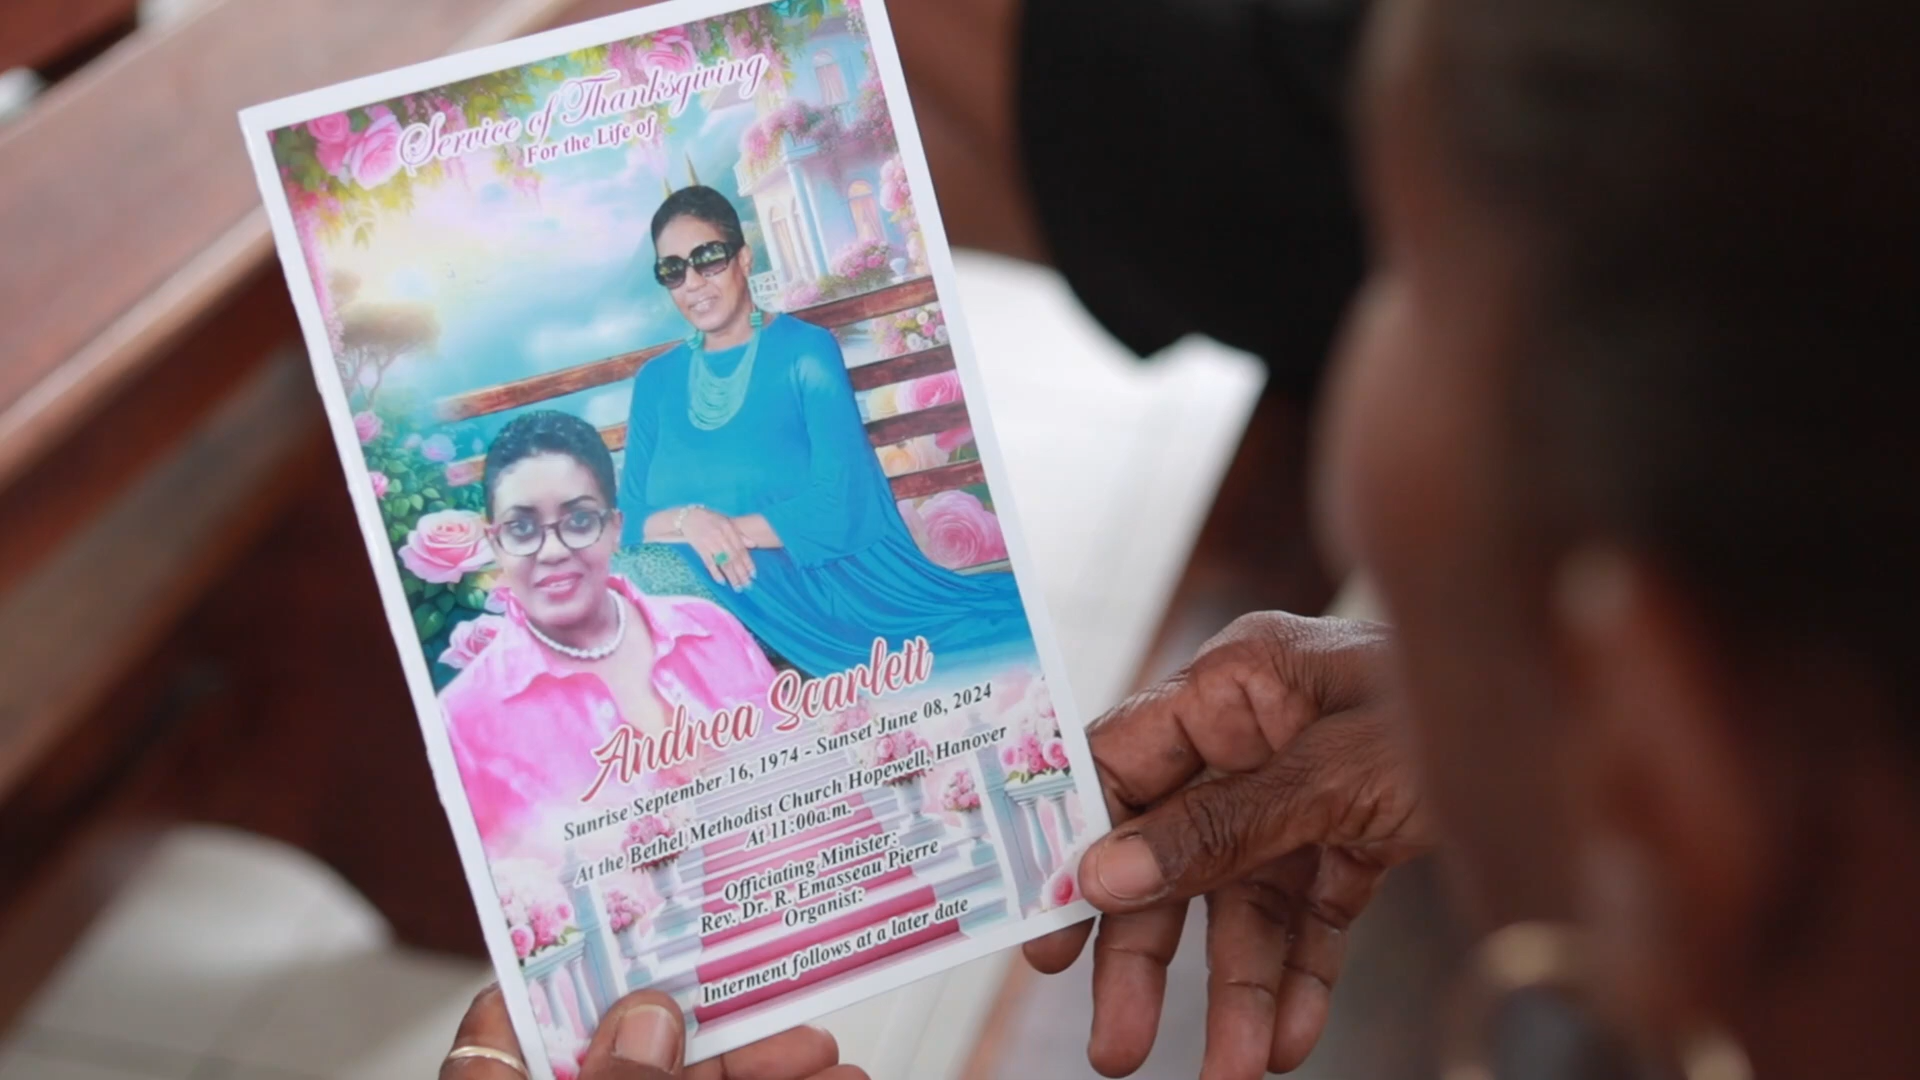 Service of Thanksgiving
For the Life of
Andrea Scarlett
Sunrise September 16, 1974 - Sunset June 08, 2024
At the Bethel Methodist Church Hopewell, Hanover
At 11:00a.m.
Officiating Minister:
Rev. Dr. R. Emasseau Pierre
Organist:
Interment follows at a later date